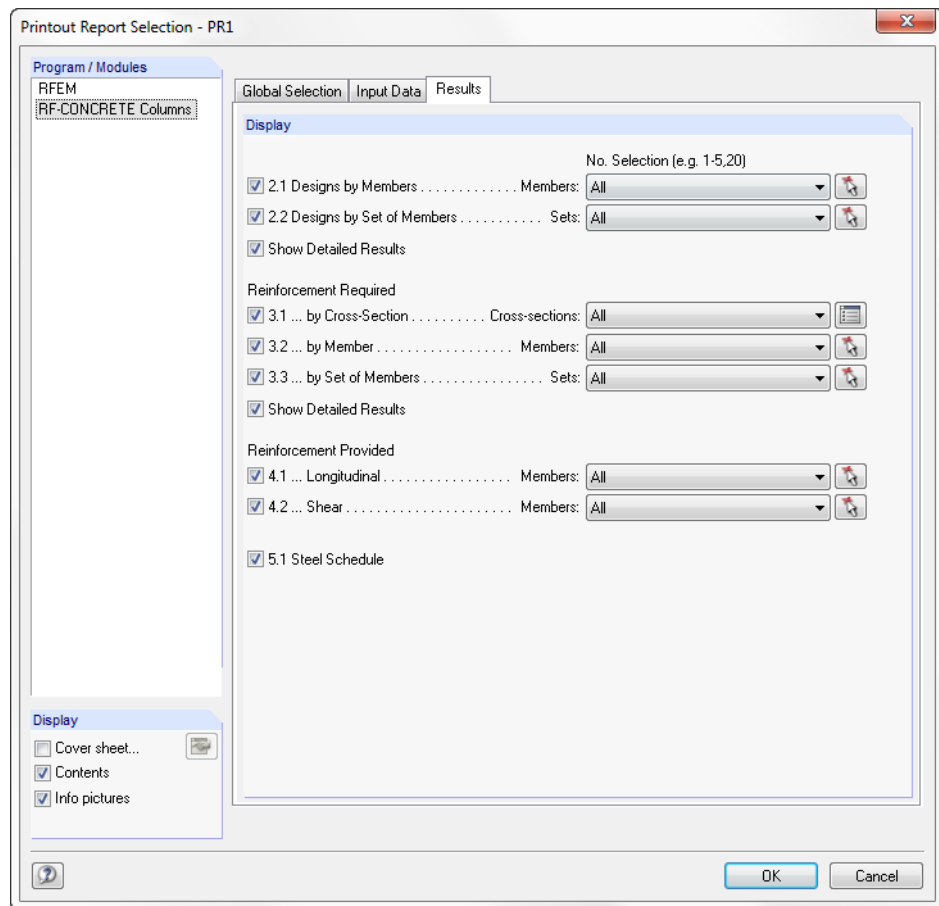 Printout Report Selection - PR1
Program / Modules
RFEM
RF-CONCRETE Columns
Global Selection Input Data Results
Display
No. Selection (e.g. 1-5,20)
2.1 Designs by Members . . . . . . . . . . . . . Members: All
2.2 Designs by Set of Members . . . . . . . . . . . Sets: All
Show Detailed Results
Reinforcement Required
3.1 ... by Cross-Section . . . . . . . . . . Cross-sections: All
3.2 ... by Member . . . . . . . . . . . . . . . . . . Members: All
3.3 ... by Set of Members . . . . . . . . . . . . . . . . Sets: All
Show Detailed Results
Reinforcement Provided
4.1 ... Longitudinal . . . . . . . . . . . . . . . . . Members: All
4.2 ... Shear . . . . . . . . . . . . . . . . . . . . . . Members: All
5.1 Steel Schedule
Display
Cover sheet...
Contents
Info pictures
OK Cancel